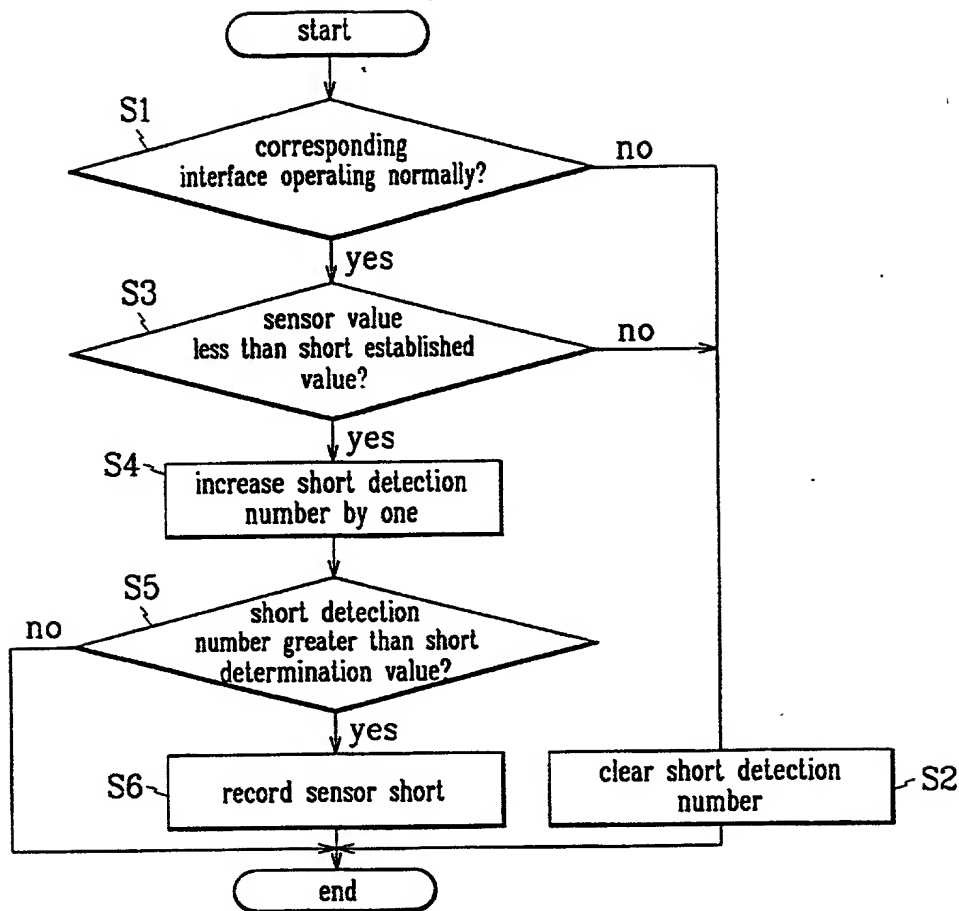 start
S1
corresponding
interface operating normally?
no
yes
S3
sensor value
less than short established
value?
no
yes
S4
increase short detection
number by one
S5
short detection
number greater than short
determination value?
no
yes
S6
record sensor short
clear short detection
number
S2
end